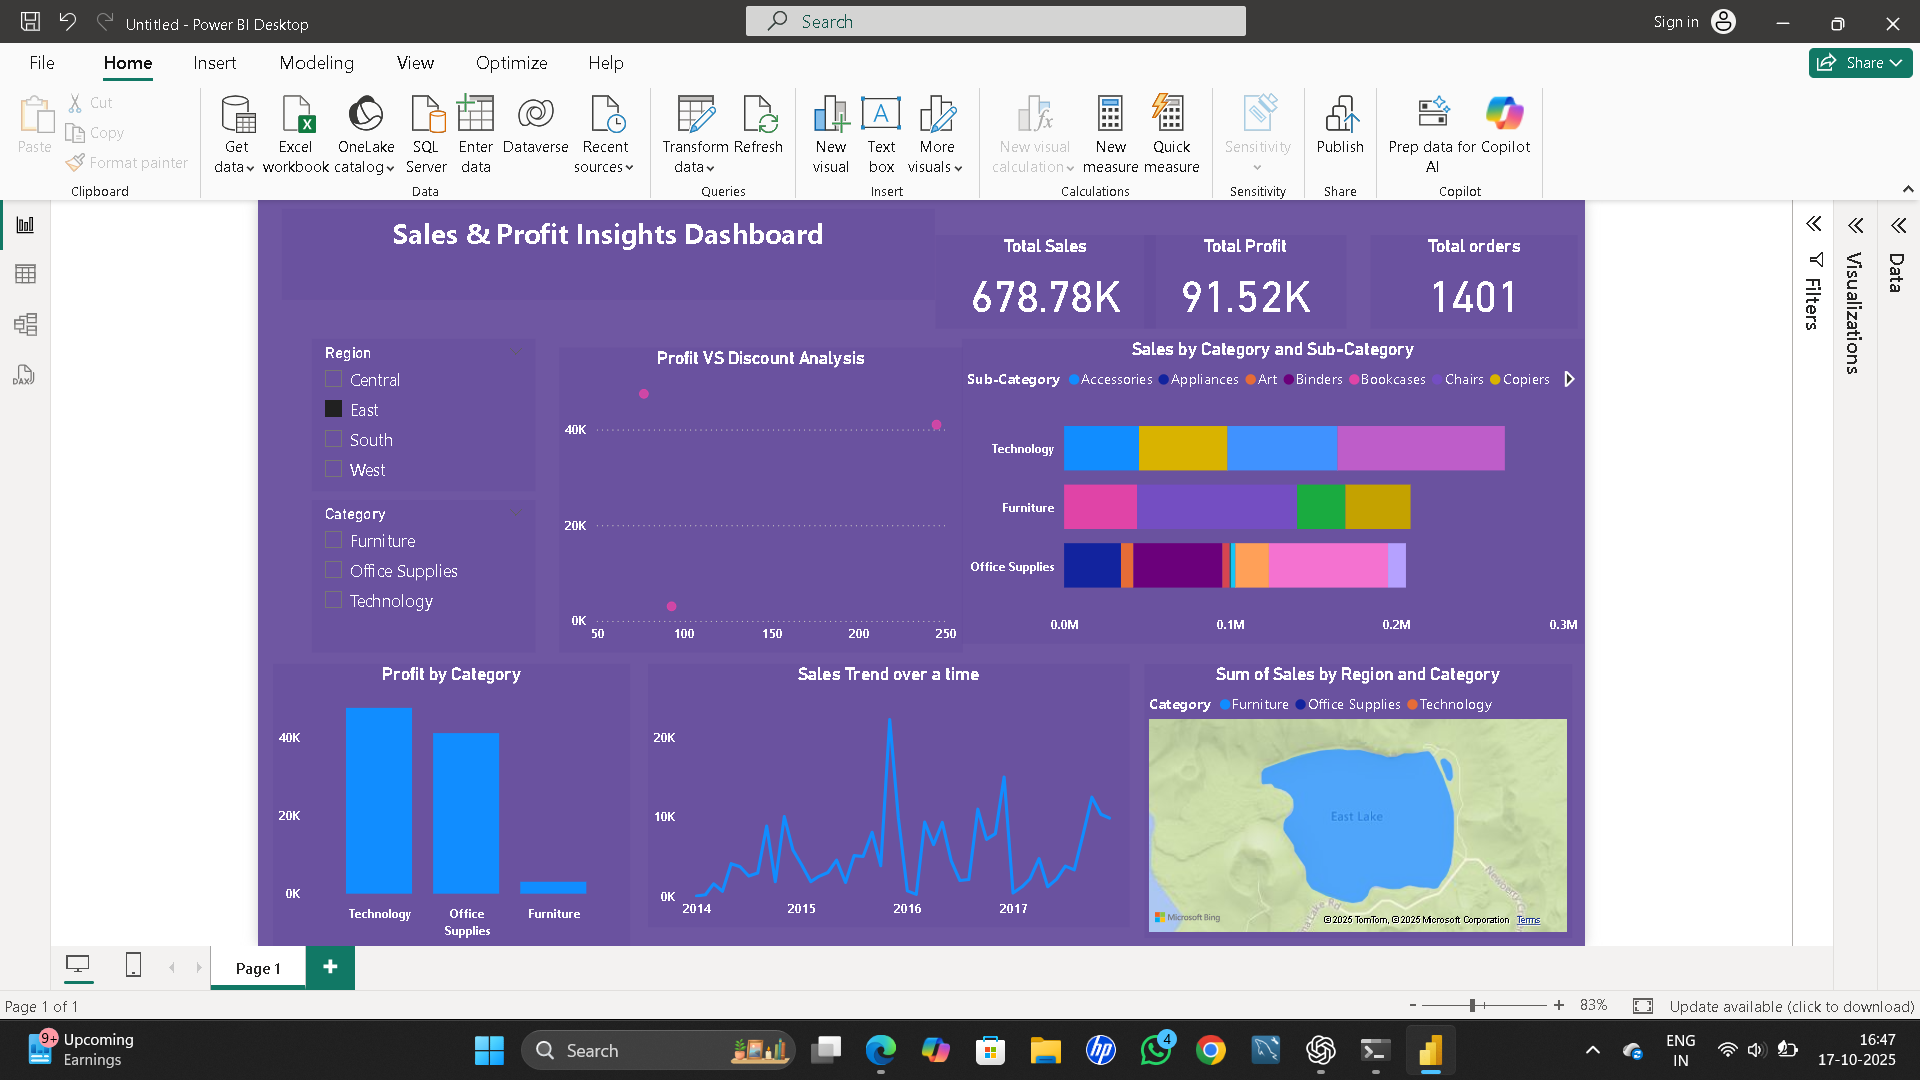 Untitled - Power BI Desktop
Search
Sign in
File Home Insert Modeling View Optimize Help
Share
Paste
Cut
Copy
Format painter
Clipboard
Get data
Excel workbook
OneLake catalog
SQL Server
Enter data
Dataverse
Recent sources
Data
Transform data
Refresh
Queries
New visual
Text box
More visuals
Insert
New visual calculation
New measure
Quick measure
Calculations
Sensitivity
Sensitivity
Publish
Share
Prep data for AI
Copilot
Copilot
Sales & Profit Insights Dashboard
Total Sales
678.78K
Total Profit
91.52K
Total orders
1401
Region
Central
East
South
West
Category
Furniture
Office Supplies
Technology
Profit VS Discount Analysis
40K
20K
0K
50 100 150 200 250
Sales by Category and Sub-Category
Sub-Category Accessories Appliances Art Binders Bookcases Chairs Copiers
Technology
Furniture
Office Supplies
0.0M 0.1M 0.2M 0.3M
Profit by Category
40K
20K
0K
Technology Office Supplies Furniture
Sales Trend over a time
20K
10K
0K
2014 2015 2016 2017
Sum of Sales by Region and Category
Category Furniture Office Supplies Technology
East Lake
Microsoft Bing
© 2025 TomTom, © 2025 Microsoft Corporation Terms
Filters
Visualizations
Data
Page 1
Page 1 of 1
83%
Update available (click to download)
9+
Upcoming
Earnings
Search
4
ENG
IN
16:47
17-10-2025